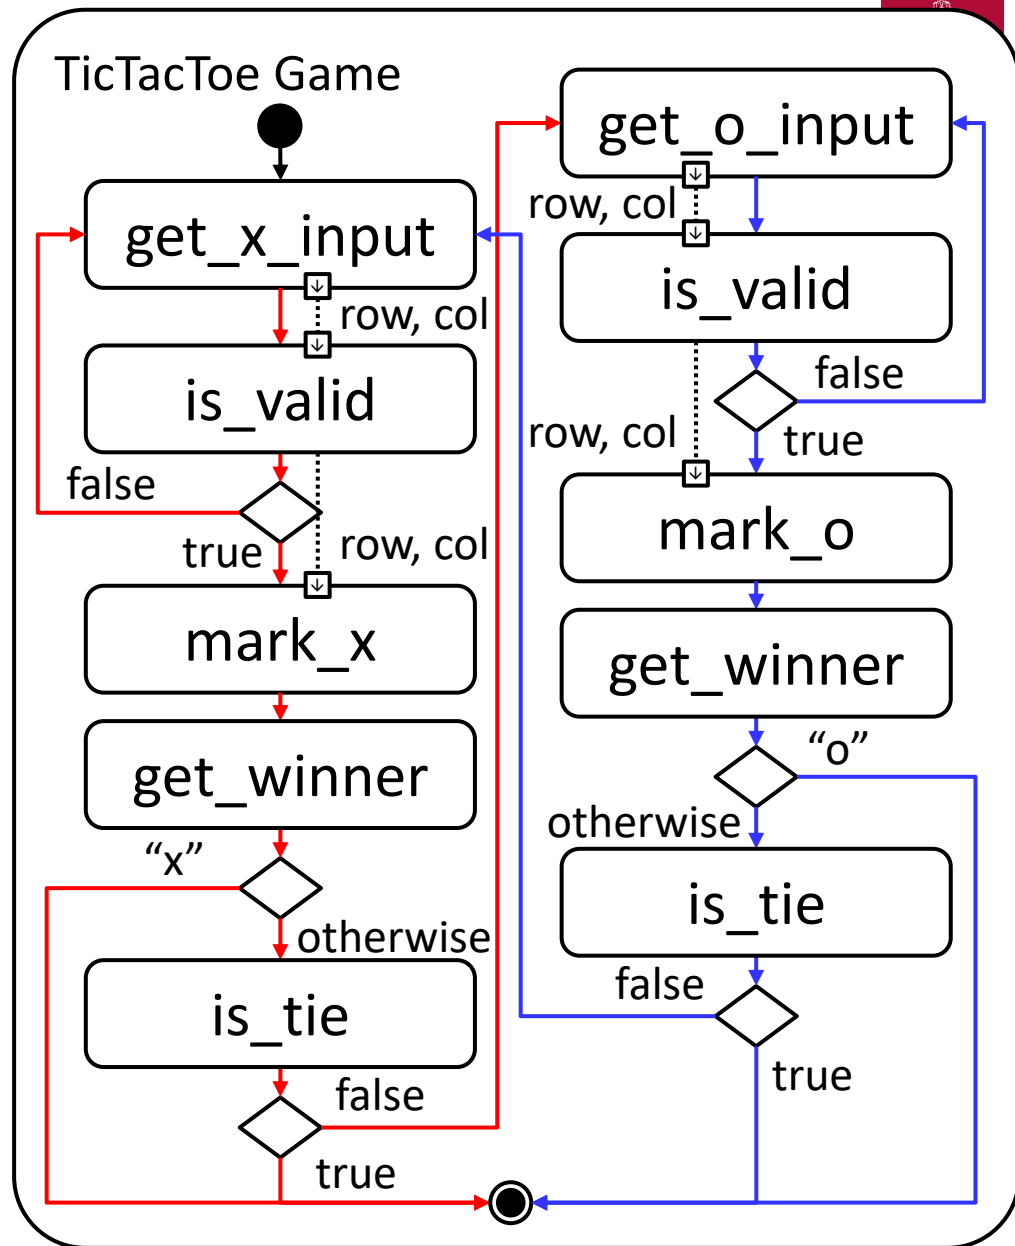 TicTacToe Game
get_x_input
row, col
is_valid
false
true
row, col
mark_x
get_winner
“x”
otherwise
is_tie
false
true
get_o_input
row, col
is_valid
false
true
row, col
mark_o
get_winner
“o”
otherwise
is_tie
false
true